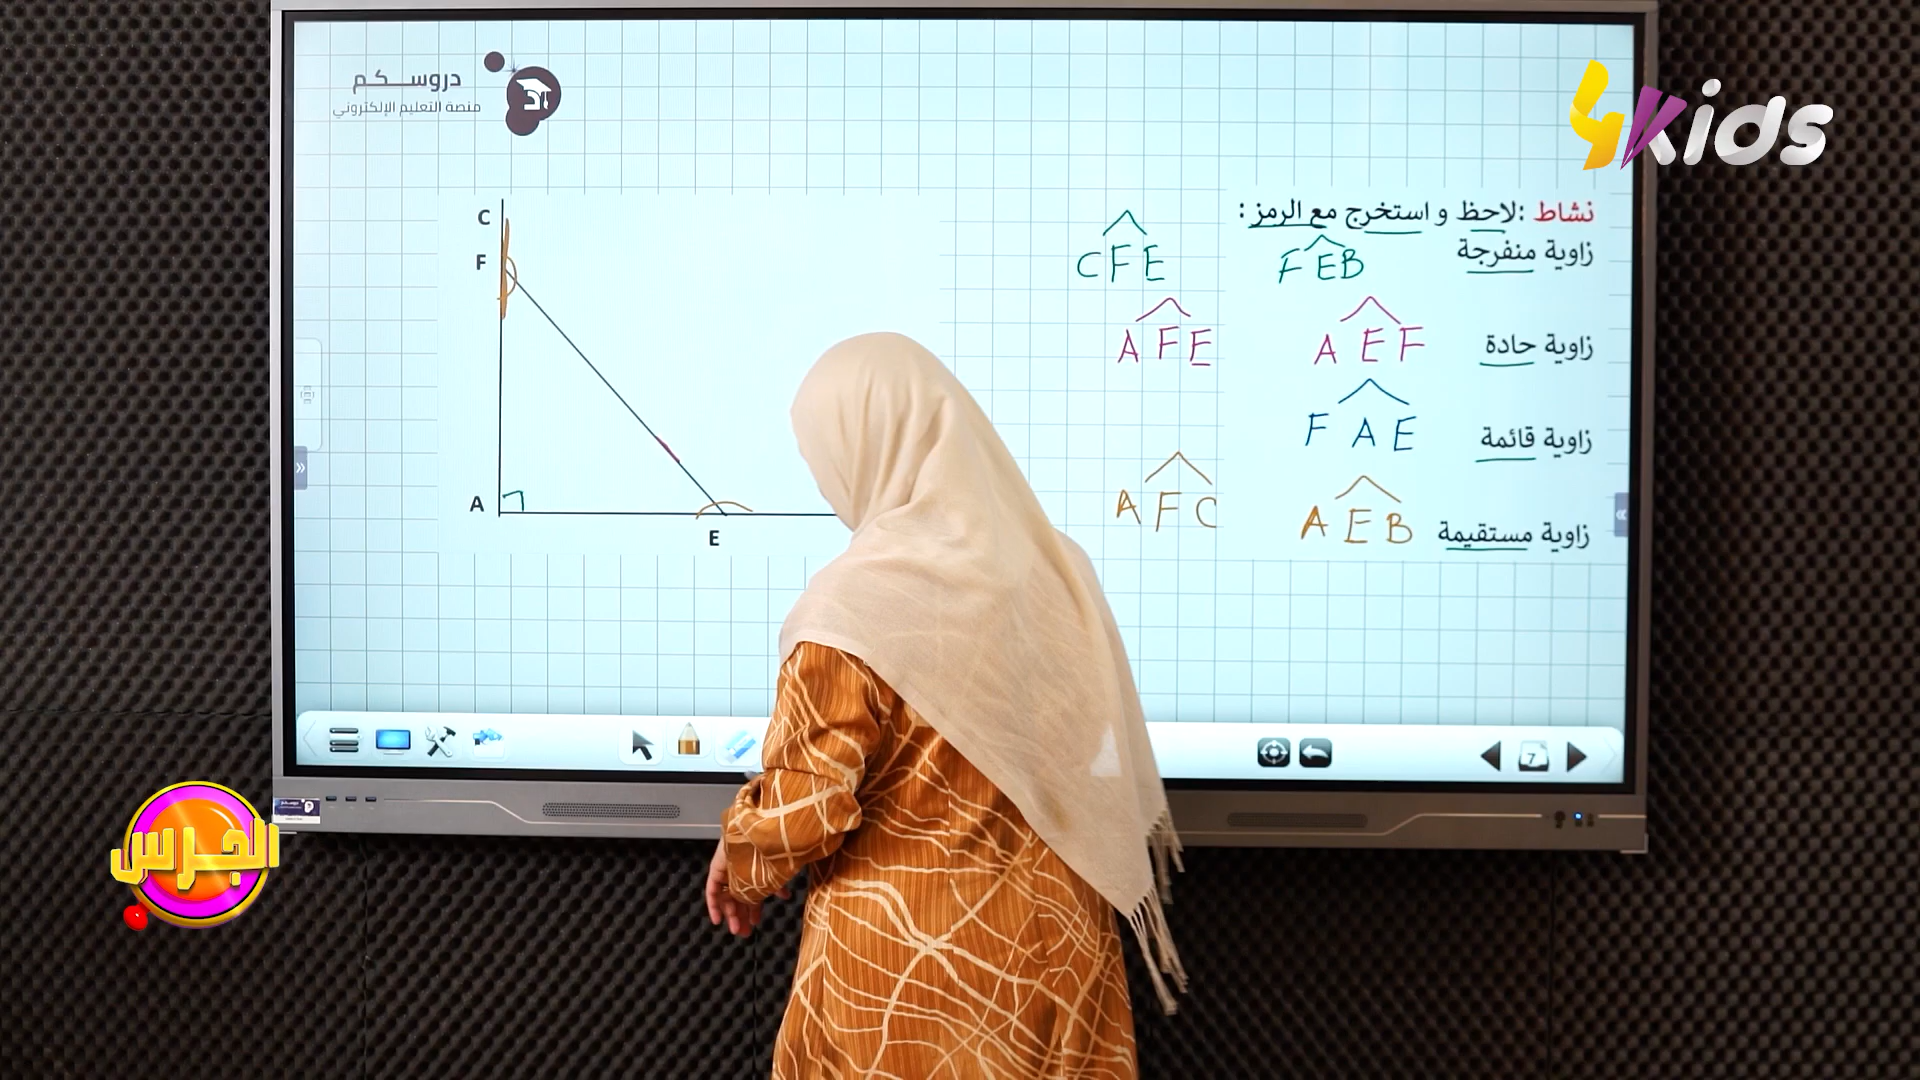 دروسكم
منصة التعليم الإلكتروني
4Kids
نشاط :لاحظ و استخرج مع الرمز :
زاوية منفرجة
FEB
CFE
زاوية حادة
AEF
AFE
زاوية قائمة
FAE
زاوية مستقيمة
AEB
AFC
C
F
A
E
7
الجرس